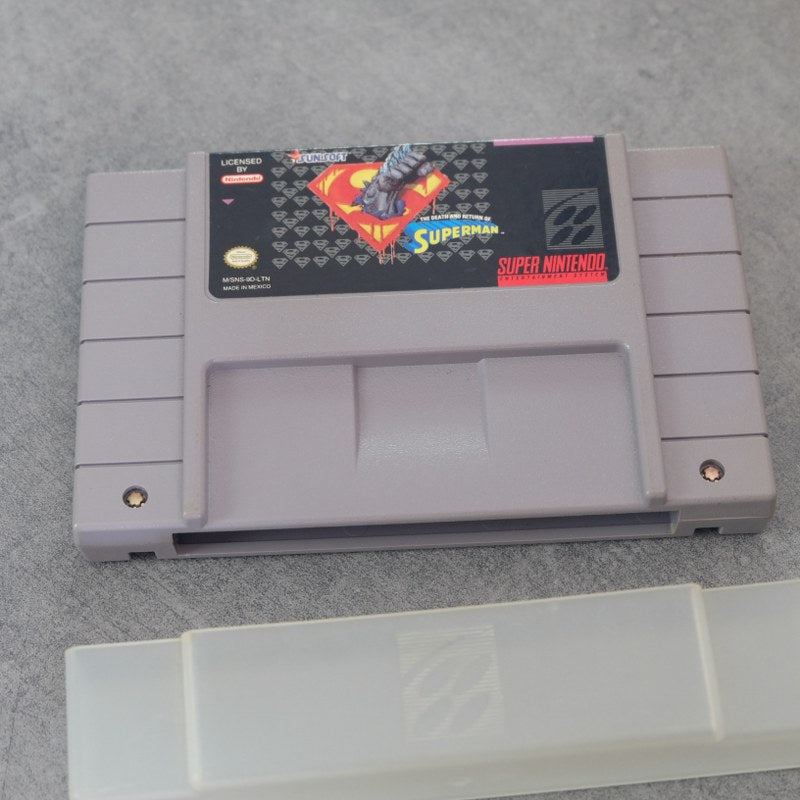 LICENSED
BY
Nintendo
SUNSOFT
THE DEATH AND RETURN OF
SUPERMAN™
M/SNS-9D-LTN
MADE IN MEXICO
SUPER NINTENDO
ENTERTAINMENT SYSTEM